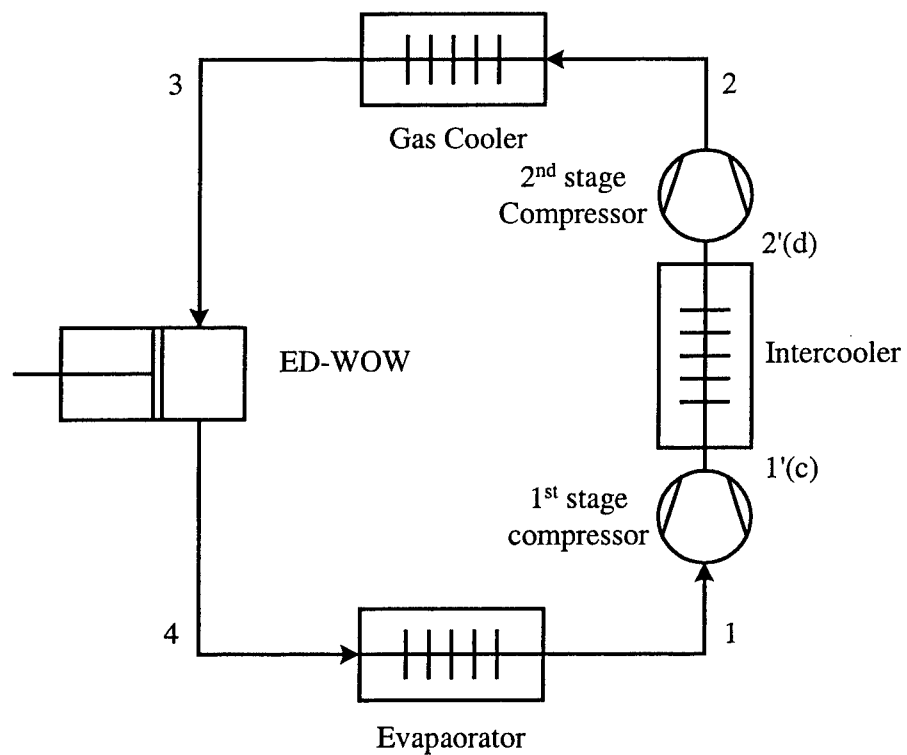 3
2
Gas Cooler
2nd stage
Compressor
2'(d)
ED-WOW
Intercooler
1'(c)
1st stage
compressor
4
1
Evapaorator